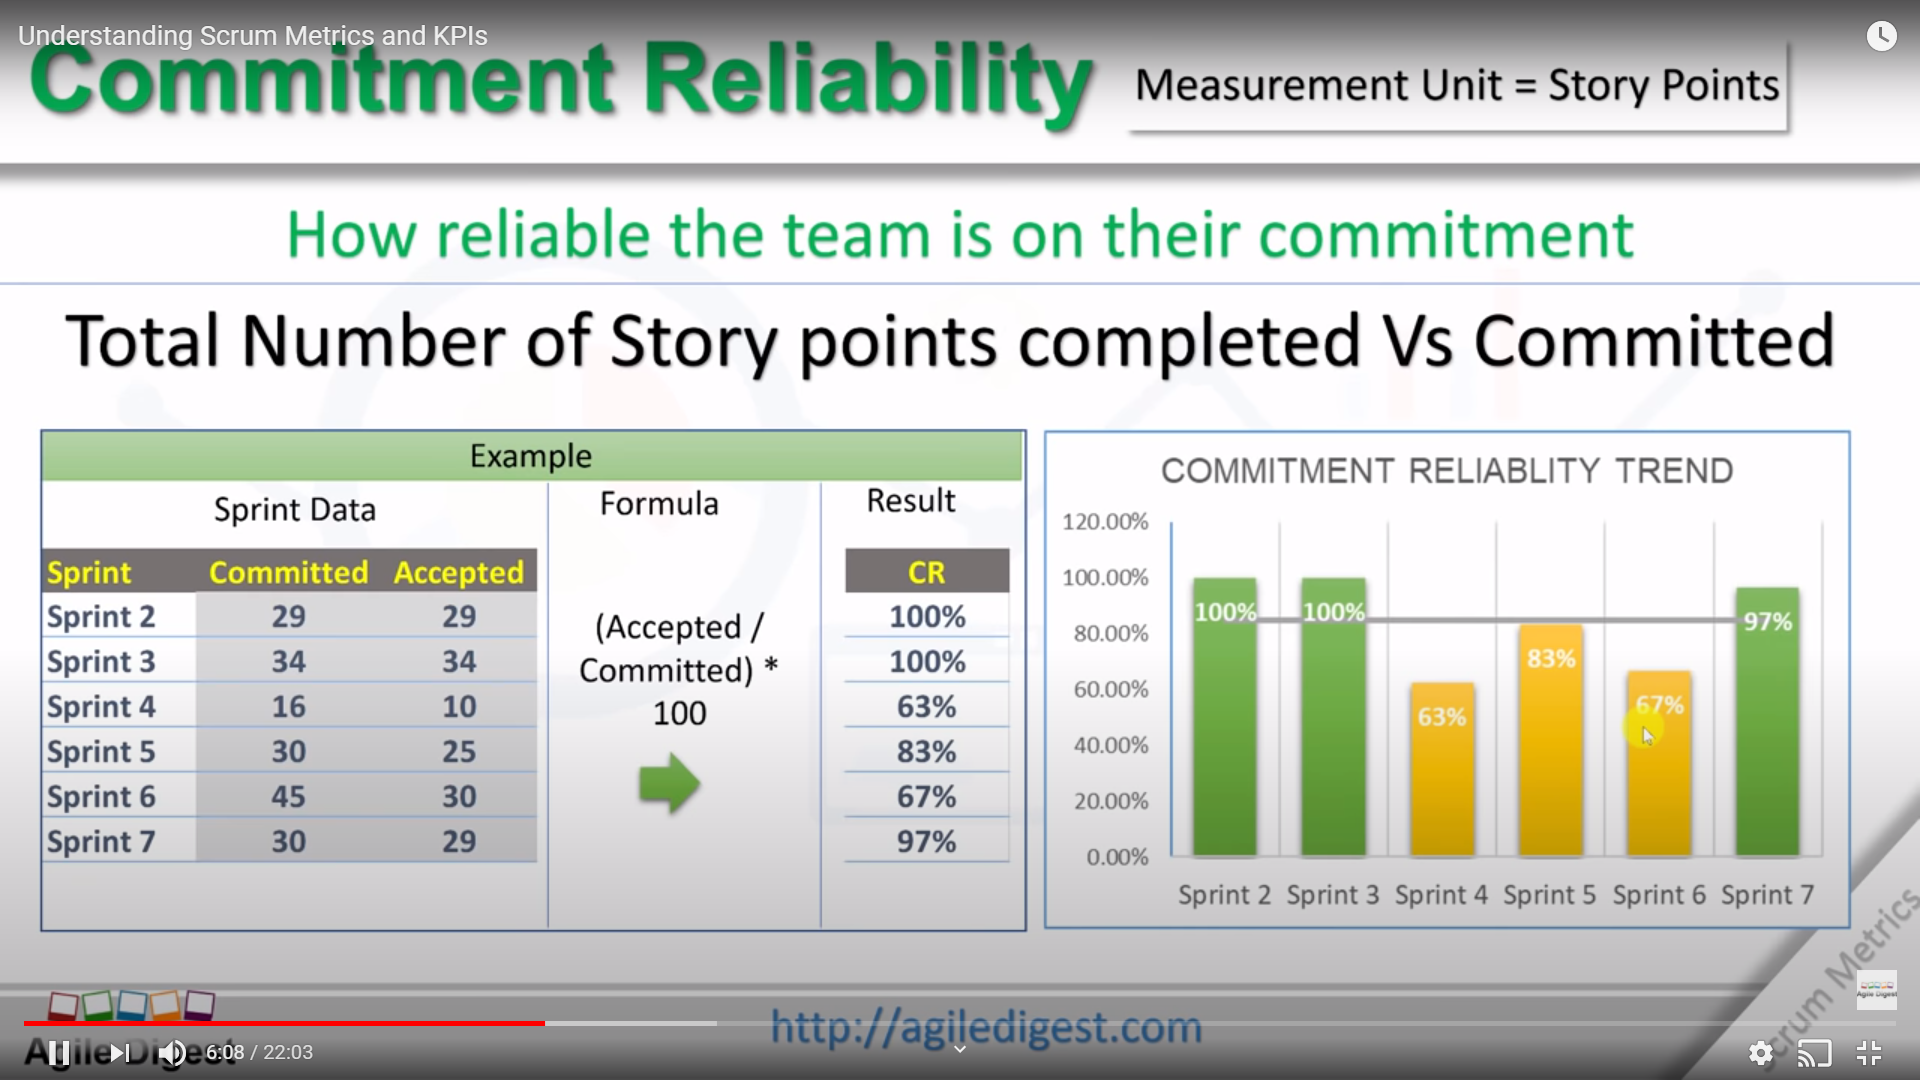 Understanding Scrum Metrics and KPIs
Commitment Reliability
Measurement Unit = Story Points
How reliable the team is on their commitment
Total Number of Story points completed Vs Committed
Example
Sprint Data
Formula
Result
Sprint Committed Accepted
CR
Sprint 2 29 29
100%
Sprint 3 34 34
100%
Sprint 4 16 10
63%
Sprint 5 30 25
83%
Sprint 6 45 30
67%
Sprint 7 30 29
97%
(Accepted /
Committed) *
100
COMMITMENT RELIABLITY TREND
120.00%
100.00%
80.00%
60.00%
40.00%
20.00%
0.00%
100%
100%
63%
83%
67%
97%
Sprint 2 Sprint 3 Sprint 4 Sprint 5 Sprint 6 Sprint 7
Scrum Metrics
Agile Digest
http://agiledigest.com
Agile Digest
6:08 / 22:03